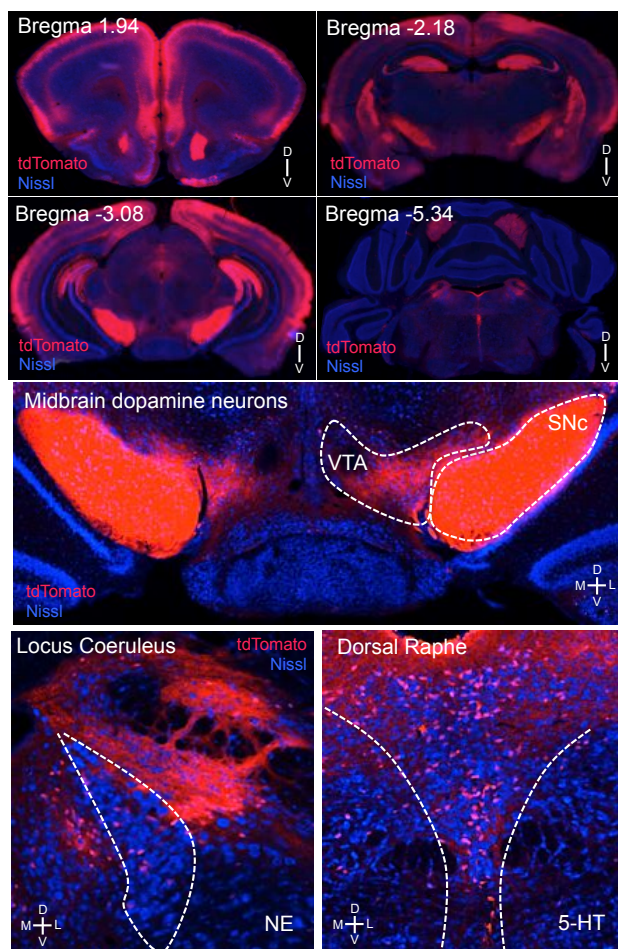 Bregma 1.94
tdTomato
Nissl
D
V
Bregma -2.18
tdTomato
Nissl
D
V
Bregma -3.08
tdTomato
Nissl
D
V
Bregma -5.34
tdTomato
Nissl
D
V
Midbrain dopamine neurons
SNc
VTA
tdTomato
Nissl
D
M L
V
Locus Coeruleus
tdTomato
Nissl
D
M L
V
NE
Dorsal Raphe
D
M L
V
5-HT